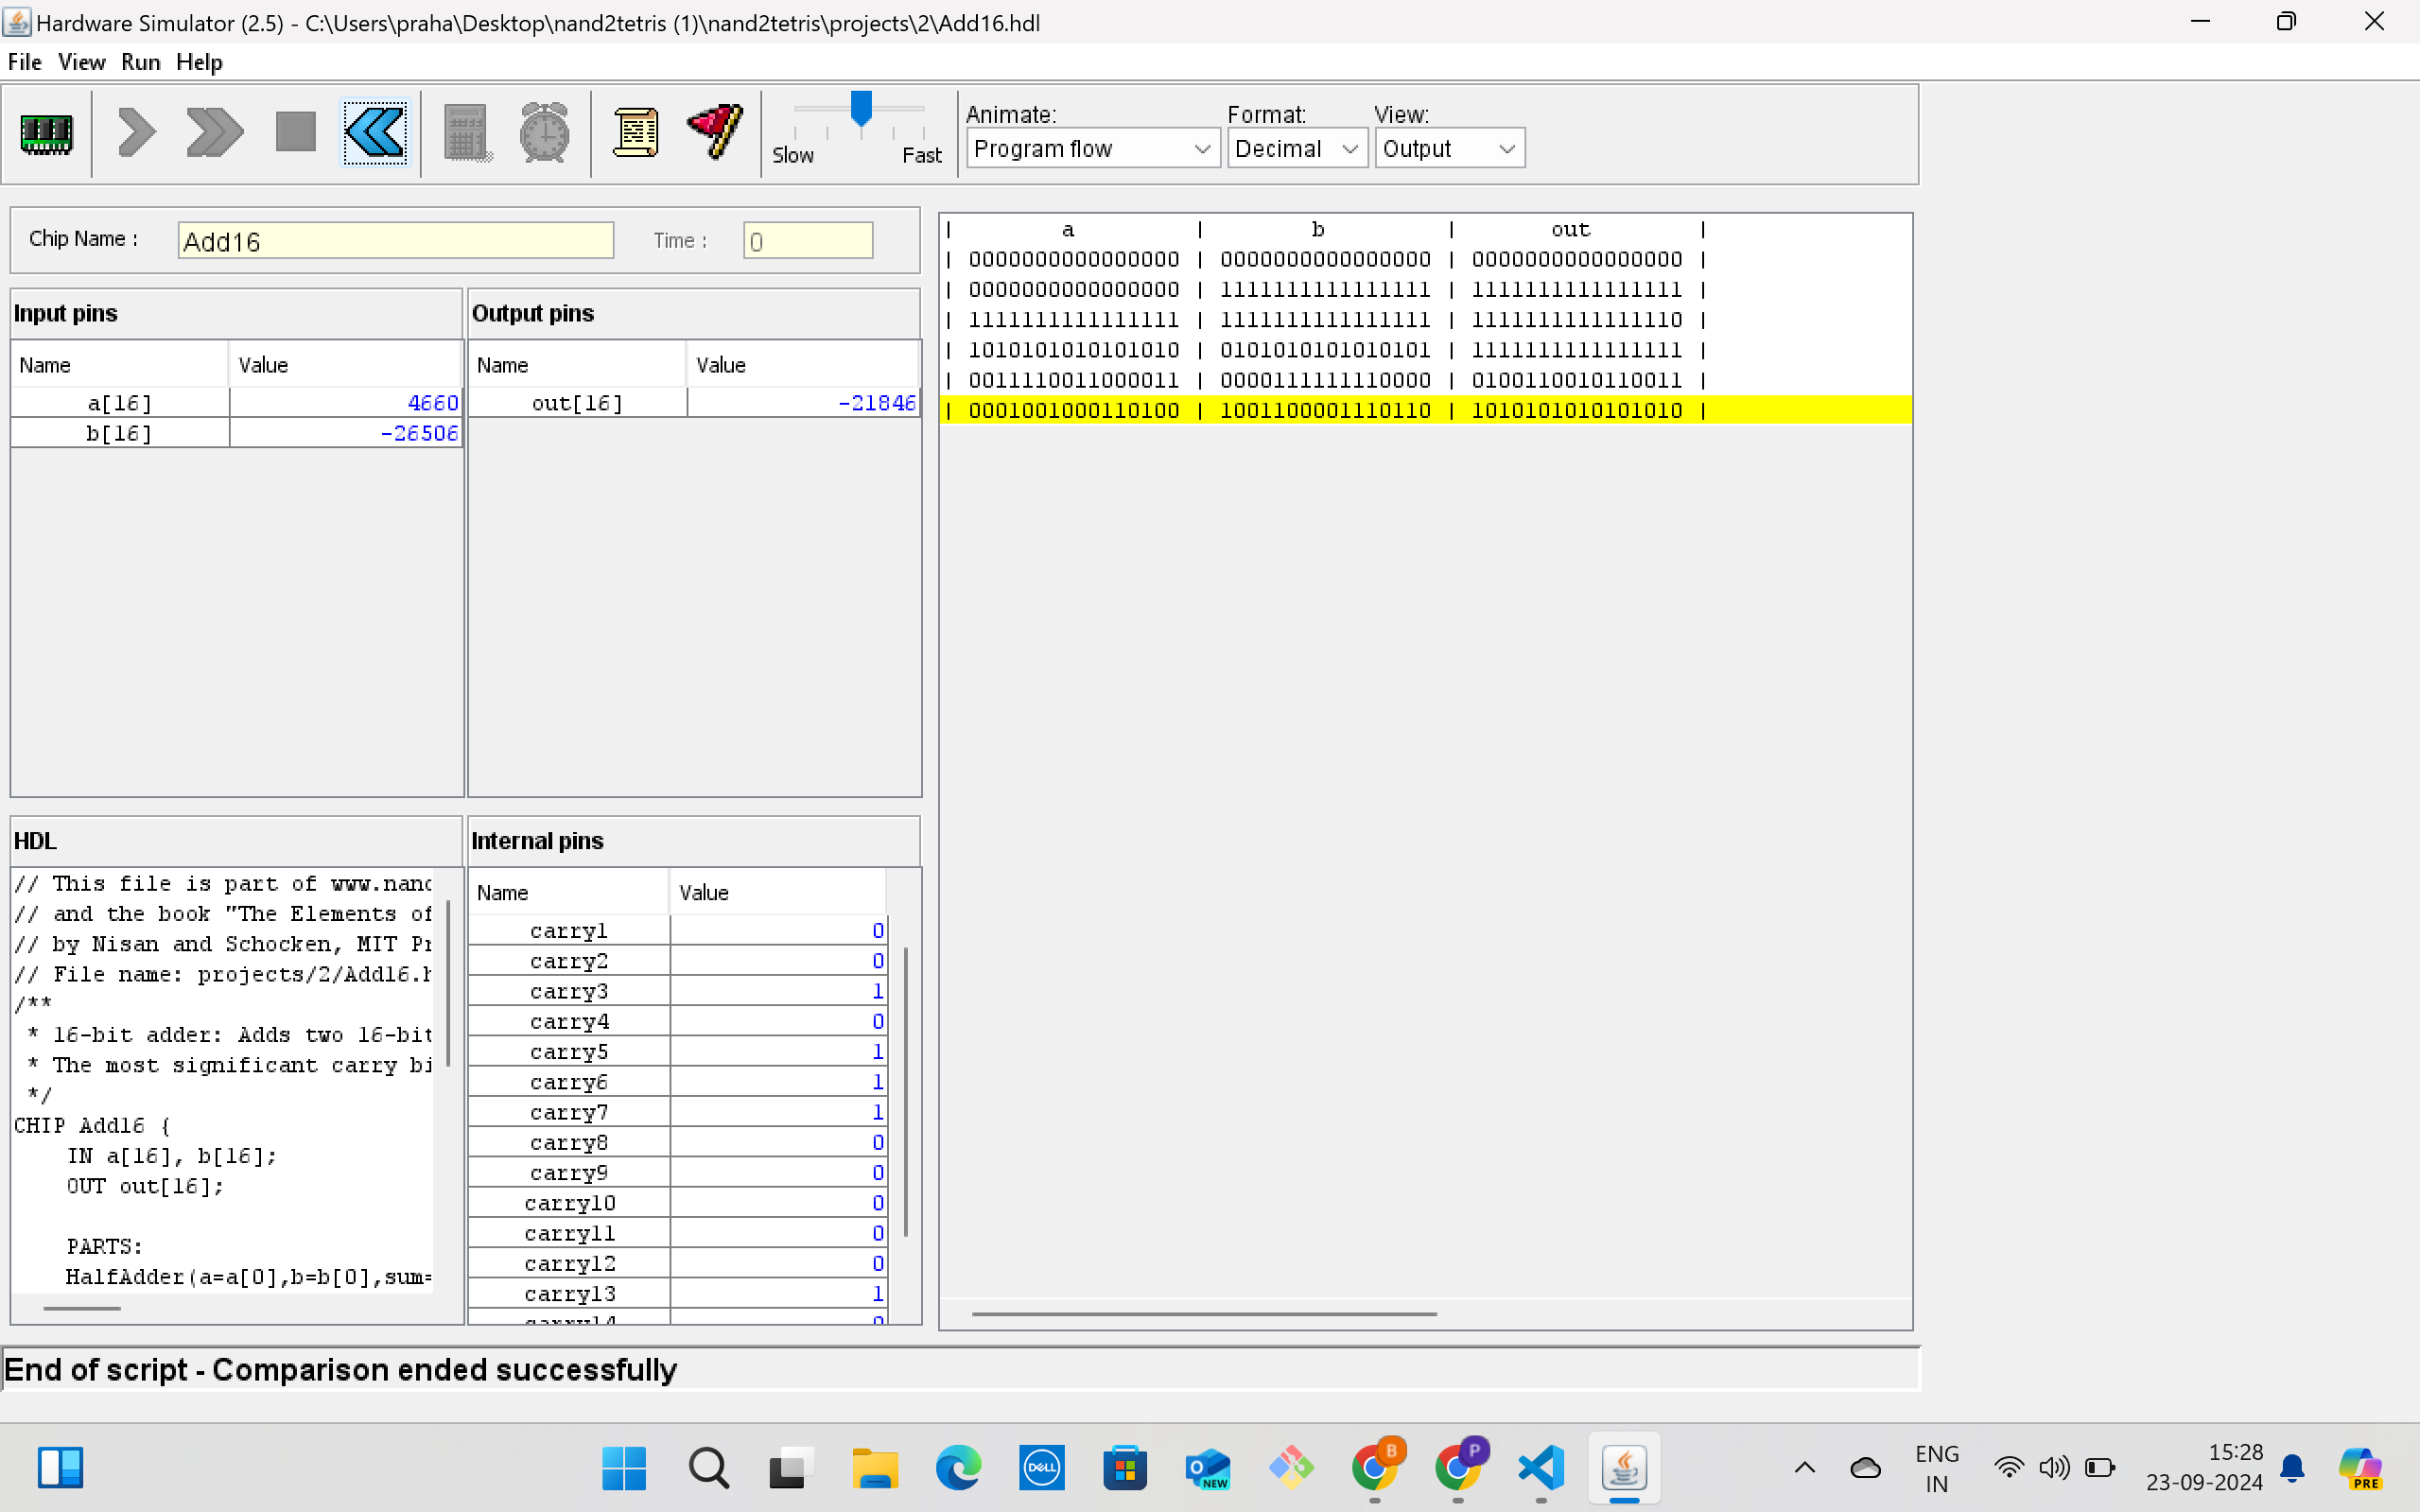 Hardware Simulator (2.5) - C:\Users\praha\Desktop\nand2tetris (1)\nand2tetris\projects\2\Add16.hdl
File View Run Help
Slow Fast
Animate: Format: View:
Program flow Decimal Output
Chip Name : Add16 Time : 0
Input pins
Name Value
a[16] 4660
b[16] -26506
Output pins
Name Value
out[16] -21846
| a | b | out |
| 0000000000000000 | 0000000000000000 | 0000000000000000 |
| 0000000000000000 | 1111111111111111 | 1111111111111111 |
| 1111111111111111 | 1111111111111111 | 1111111111111110 |
| 1010101010101010 | 0101010101010101 | 1111111111111111 |
| 0011110011000011 | 0000111111110000 | 0100110010110011 |
| 0001001000110100 | 1001100001110110 | 1010101010101010 |
HDL
// This file is part of www.nand
// and the book "The Elements of
// by Nisan and Schocken, MIT Pr
// File name: projects/2/Add16.h
/**
* 16-bit adder: Adds two 16-bit
* The most significant carry bi
*/
CHIP Add16 {
IN a[16], b[16];
OUT out[16];
PARTS:
HalfAdder(a=a[0],b=b[0],sum=
Internal pins
Name Value
carry1 0
carry2 0
carry3 1
carry4 0
carry5 1
carry6 1
carry7 1
carry8 0
carry9 0
carry10 0
carry11 0
carry12 0
carry13 1
carry14 0
End of script - Comparison ended successfully
DELL
NEW
B
P
ENG
IN
15:28
23-09-2024
PRE